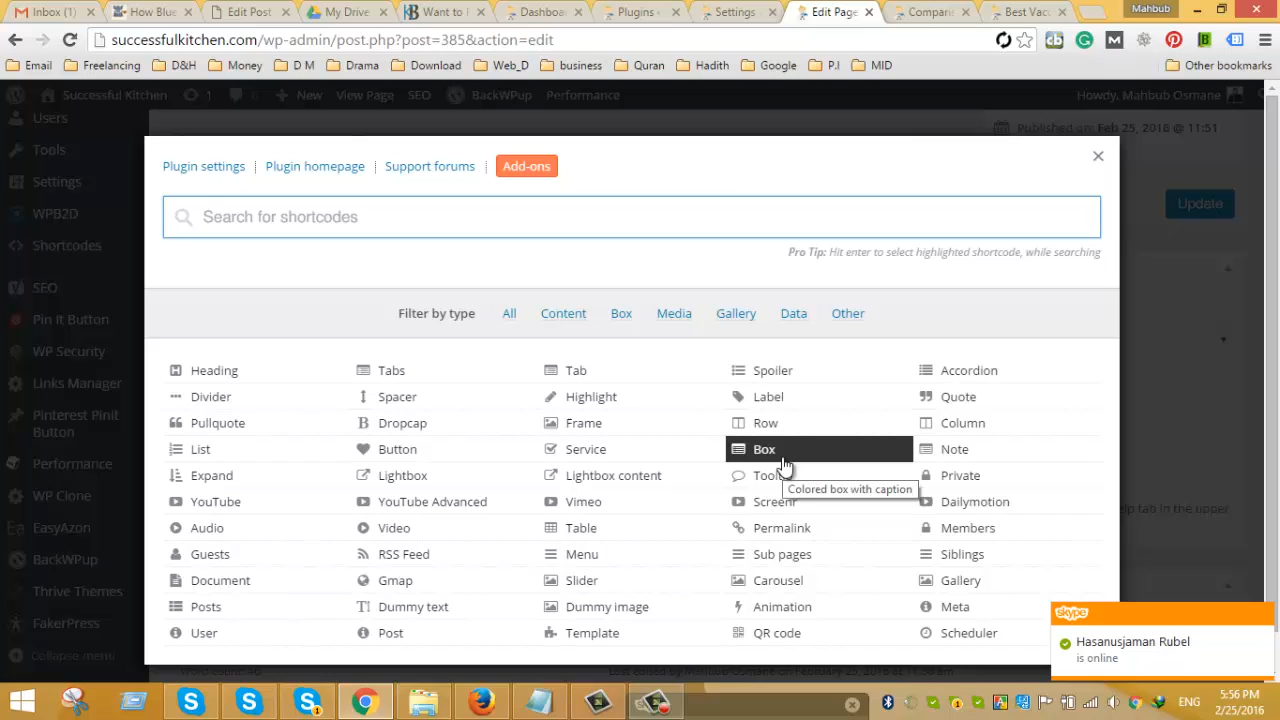 Inbox (1)
How Blue
Edit Post
My Drive
Want to
Dashboa
Plugins
Settings
Edit Page
Compare
Best Vac
Mahbub
successfulkitchen.com/wp-admin/post.php?post=385&action=edit
Email
Freelancing
D&H
Money
D M
Drama
Download
Web_D
business
Quran
Hadith
Google
P.I
MID
Other bookmarks
Successful Kitchen
1
New
View Page
SEO
BackWPup
Performance
Howdy, Mahbub Osmane
Users
Tools
Settings
WPB2D
Shortcodes
SEO
Pin It Button
WP Security
Links Manager
Pinterest Pinit
Button
Performance
WP Clone
EasyAzon
BackWPup
Thrive Themes
FakerPress
Collapse menu
Published on: Feb 25, 2016 @ 11:51
Update
Plugin settings
Plugin homepage
Support forums
Add-ons
Search for shortcodes
Pro Tip: Hit enter to select highlighted shortcode, while searching
Filter by type
All
Content
Box
Media
Gallery
Data
Other
Heading
Tabs
Tab
Spoiler
Accordion
Divider
Spacer
Highlight
Label
Quote
Pullquote
Dropcap
Frame
Row
Column
List
Button
Service
Box
Note
Expand
Lightbox
Lightbox content
Private
Colored box with caption
YouTube
YouTube Advanced
Vimeo
Screenr
Dailymotion
Audio
Video
Table
Permalink
Members
Guests
RSS Feed
Menu
Sub pages
Siblings
Document
Gmap
Slider
Carousel
Gallery
Posts
Dummy text
Dummy image
Animation
Meta
User
Post
Template
QR code
Scheduler
elp tab in the upper
skype
Hasanusjaman Rubel
is online
ENG
5:56 PM
2/25/2016